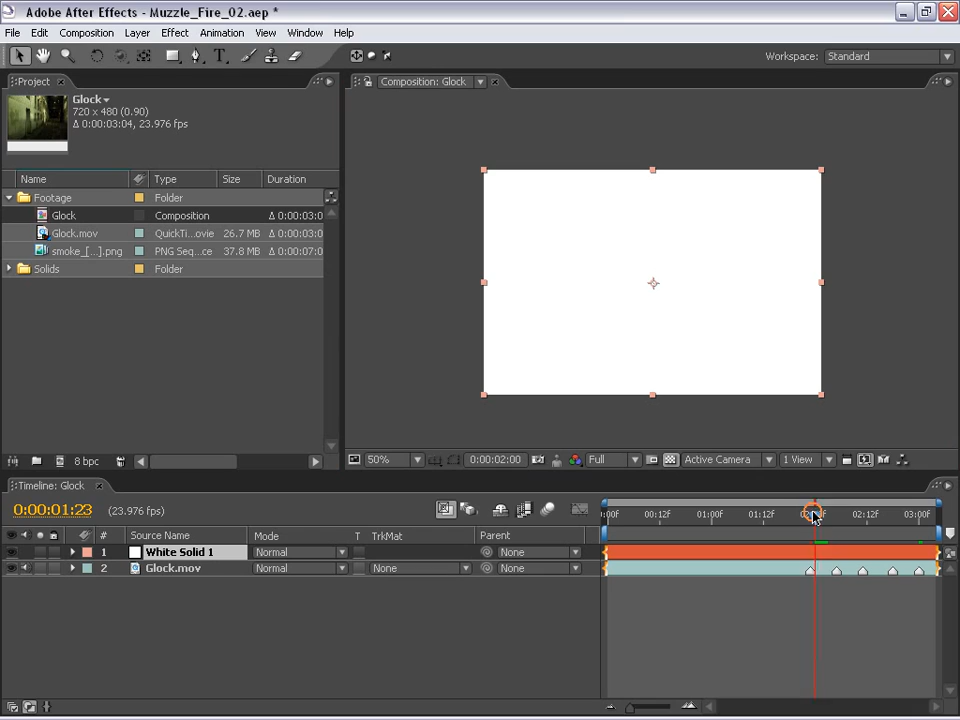 Adobe After Effects - Muzzle_Fire_02.aep *
File Edit Composition Layer Effect Animation View Window Help
Workspace: Standard
Project
Composition: Glock
Glock
720 x 480 (0.90)
Δ 0:00:03:04, 23.976 fps
Name Type Size Duration
Footage Folder
Glock Composition Δ 0:00:03:0
Glock.mov QuickTi...ovie 26.7 MB Δ 0:00:03:0
smoke_[...].png PNG Seq...ce 37.8 MB Δ 0:00:07:0
Solids Folder
8 bpc
50% 0:00:02:00 Full Active Camera 1 View
Timeline: Glock
0:00:01:23 (23.976 fps)
:00f 00:12f 01:00f 01:12f 02:00f 02:12f 03:00f
# Source Name Mode T TrkMat Parent
1 White Solid 1 Normal None
2 Glock.mov Normal None None